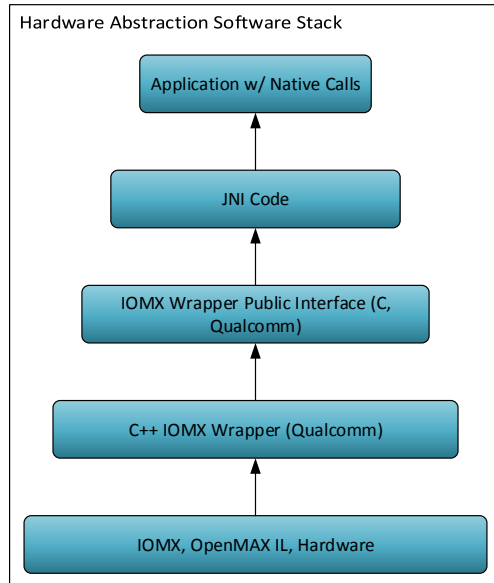 Hardware Abstraction Software Stack
Application w/ Native Calls
JNI Code
IOMX Wrapper Public Interface (C,
Qualcomm)
C++ IOMX Wrapper (Qualcomm)
IOMX, OpenMAX IL, Hardware